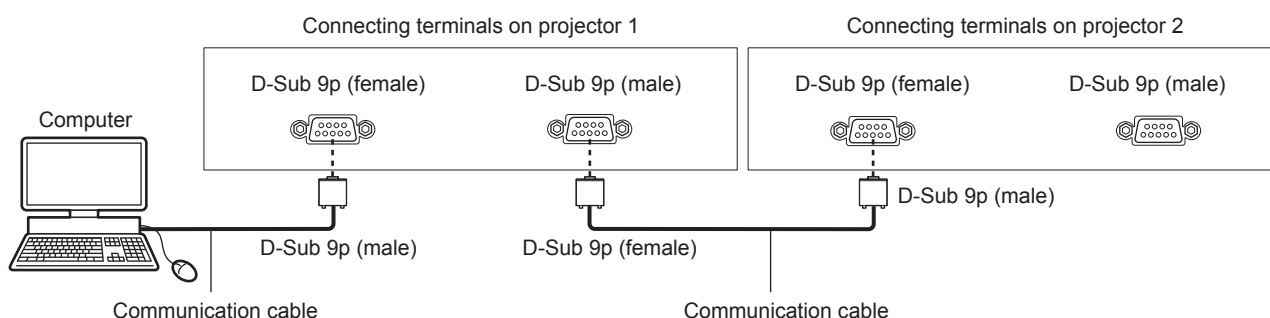 Connecting terminals on projector 1
Connecting terminals on projector 2
D-Sub 9p (female)
D-Sub 9p (male)
D-Sub 9p (female)
D-Sub 9p (male)
Computer
D-Sub 9p (male)
D-Sub 9p (male)
D-Sub 9p (female)
Communication cable
Communication cable